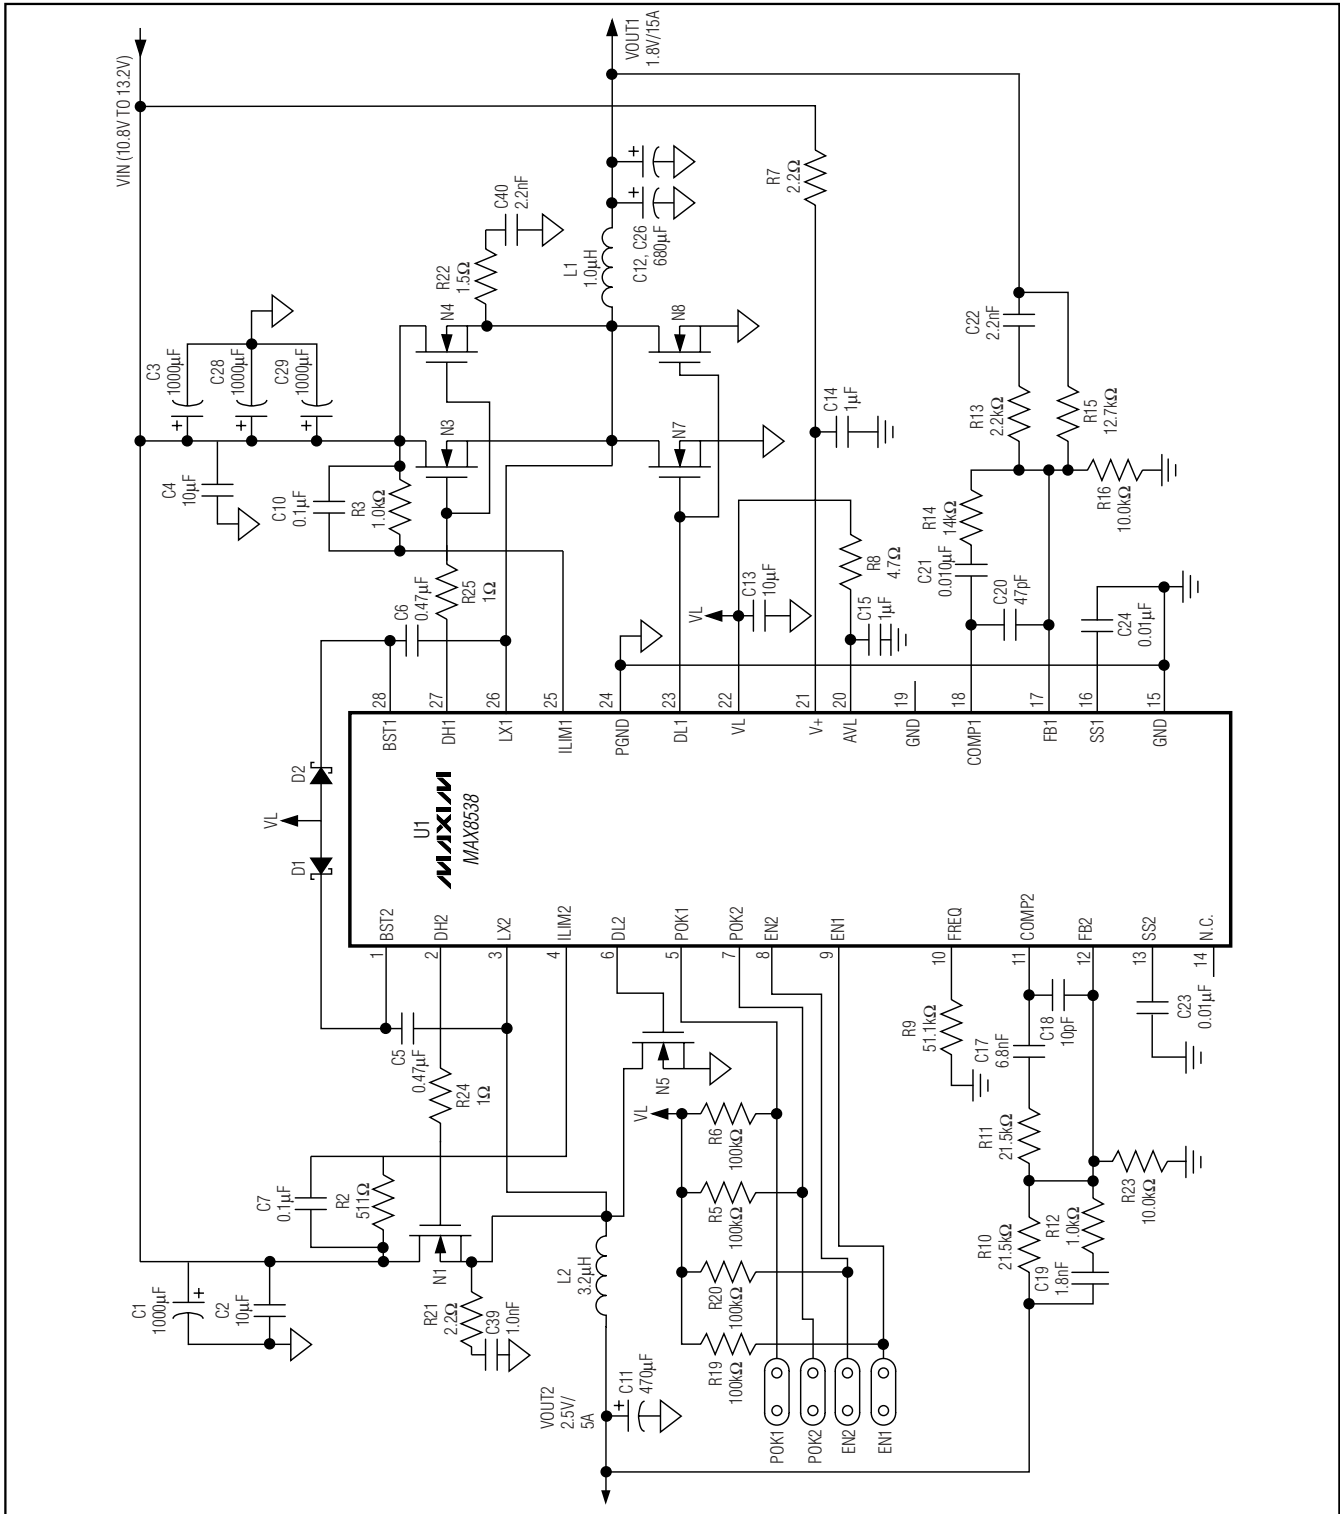 VIN (10.8V TO 13.2V)
VOUT1
1.8V/15A
C3
1000µF
C28
1000µF
C29
1000µF
C4
10µF
C10
0.1µF
R3
1.0kΩ
N3
N4
R22
1.5Ω
C40
2.2nF
L1
1.0µH
C12, C26
680µF
N7
N8
R7
2.2Ω
C14
1µF
C6
0.47µF
R25
1Ω
VL
C13
10µF
R8
4.7Ω
C15
1µF
C22
2.2nF
R13
2.2kΩ
R15
12.7kΩ
R14
14kΩ
R16
10.0kΩ
C21
0.010µF
C20
47pF
C24
0.01µF
D2
VL
D1
28
27
26
25
24
23
22
21
20
19
18
17
16
15
BST1
DH1
LX1
ILIM1
PGND
DL1
VL
V+
AVL
GND
COMP1
FB1
SS1
GND
U1
MAXIM
MAX8538
BST2
DH2
LX2
ILIM2
DL2
POK1
POK2
EN2
EN1
FREQ
COMP2
FB2
SS2
N.C.
1
2
3
4
6
5
7
8
9
10
11
12
13
14
C5
0.47µF
R24
1Ω
C7
0.1µF
R2
511Ω
N1
C1
1000µF
C2
10µF
R21
2.2Ω
C39
1.0nF
L2
3.2µH
N5
VL
R6
100kΩ
R5
100kΩ
R20
100kΩ
R19
100kΩ
VOUT2
2.5V/
5A
C11
470µF
POK1
POK2
EN2
EN1
R9
51.1kΩ
C17
6.8nF
C18
10pF
R11
21.5kΩ
R10
21.5kΩ
R12
1.0kΩ
C19
1.8nF
R23
10.0kΩ
C23
0.01µF